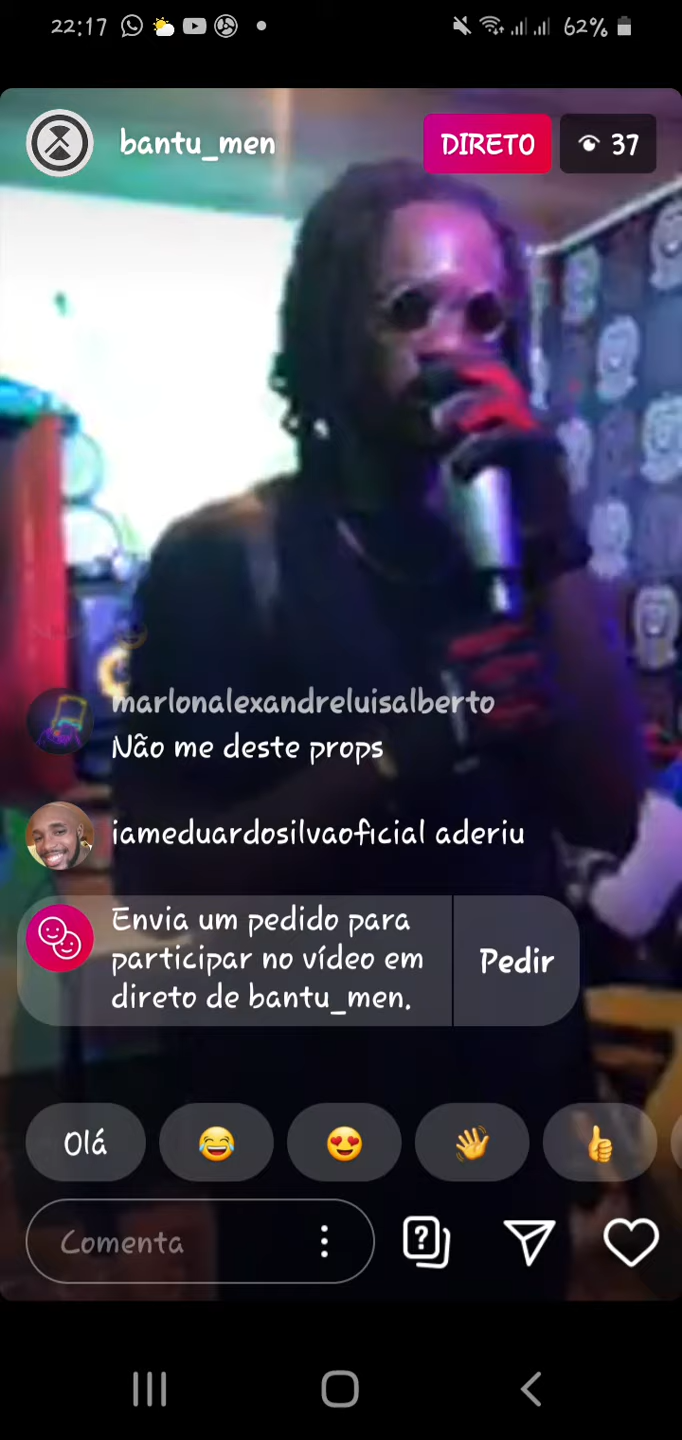 22:17
62%
bantu_men
DIRETO
37
marlonalexandreluisalberto
Não me deste props
iameduardosilvaoficial aderiu
Envia um pedido para
participar no vídeo em
direto de bantu_men.
Pedir
Olá
Comenta